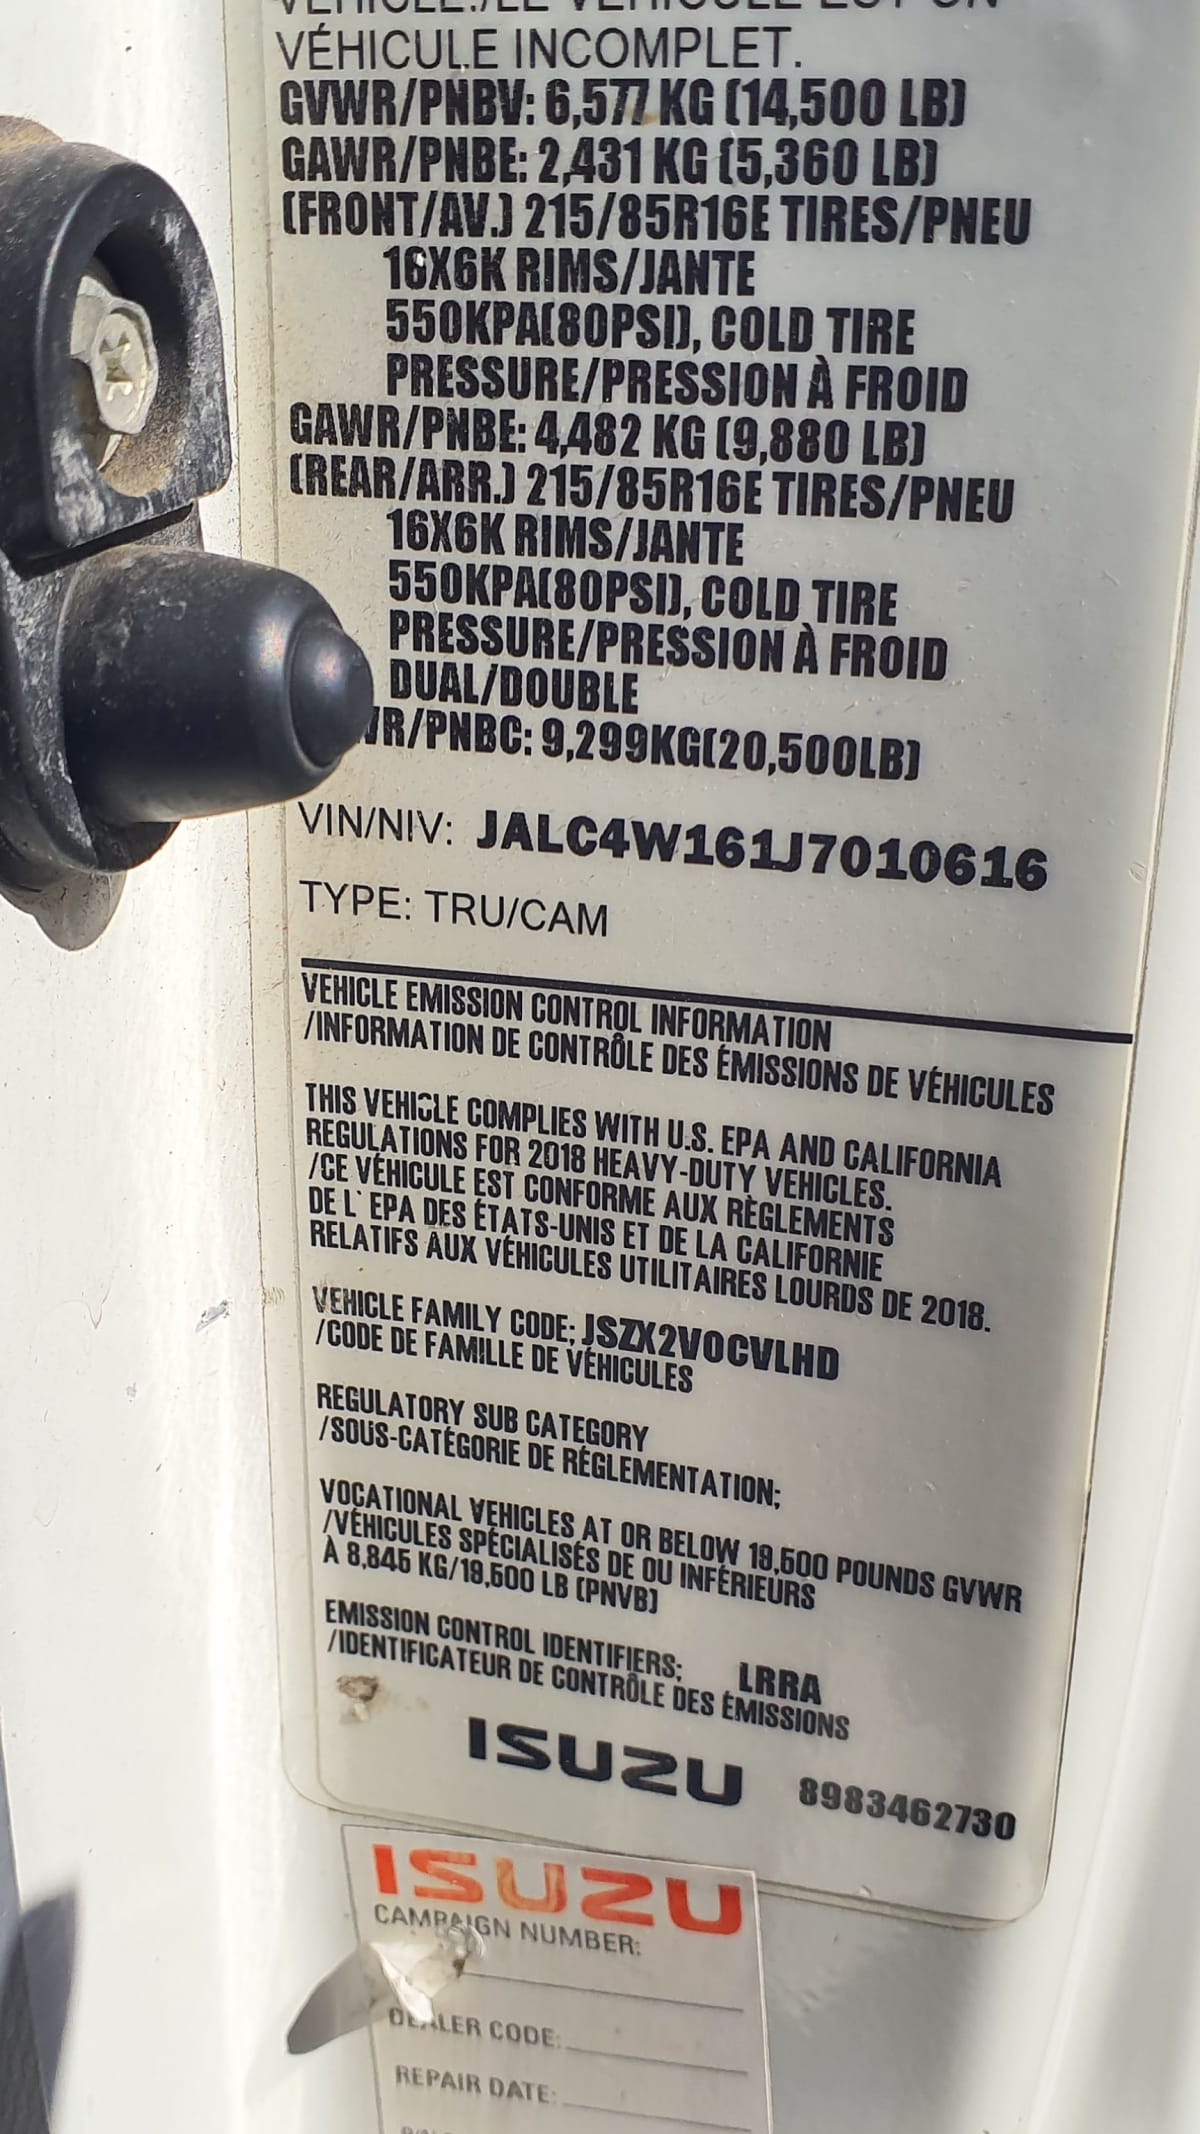 VÉHICULE INCOMPLET.
GVWR/PNBV: 6,577 KG (14,500 LB)
GAWR/PNBE: 2,431 KG (5,360 LB)
(FRONT/AV.) 215/85R16E TIRES/PNEU
16X6K RIMS/JANTE
550KPA(80PSI), COLD TIRE
PRESSURE/PRESSION À FROID
GAWR/PNBE: 4,482 KG (9,880 LB)
(REAR/ARR.) 215/85R16E TIRES/PNEU
16X6K RIMS/JANTE
550KPA(80PSI), COLD TIRE
PRESSURE/PRESSION À FROID
DUAL/DOUBLE
WR/PNBC: 9,299KG(20,500LB)
VIN/NIV: JALC4W161J7010616
TYPE: TRU/CAM
VEHICLE EMISSION CONTROL INFORMATION
/INFORMATION DE CONTRÔLE DES ÉMISSIONS DE VÉHICULES
THIS VEHICLE COMPLIES WITH U.S. EPA AND CALIFORNIA
REGULATIONS FOR 2018 HEAVY-DUTY VEHICLES.
/CE VÉHICULE EST CONFORME AUX RÈGLEMENTS
DE L' EPA DES ÉTATS-UNIS ET DE LA CALIFORNIE
RELATIFS AUX VÉHICULES UTILITAIRES LOURDS DE 2018.
VEHICLE FAMILY CODE; JSZX2VOCVLHD
/CODE DE FAMILLE DE VÉHICULES
REGULATORY SUB CATEGORY
/SOUS-CATÉGORIE DE RÉGLEMENTATION;
VOCATIONAL VEHICLES AT OR BELOW 19,500 POUNDS GVWR
/VÉHICULES SPÉCIALISÉS DE OU INFÉRIEURS
À 8,845 KG/19,500 LB (PNVB)
EMISSION CONTROL IDENTIFIERS; LRRA
/IDENTIFICATEUR DE CONTRÔLE DES ÉMISSIONS
ISUZU 8983462730
ISUZU
CAMPAIGN NUMBER:
DEALER CODE:
REPAIR DATE: